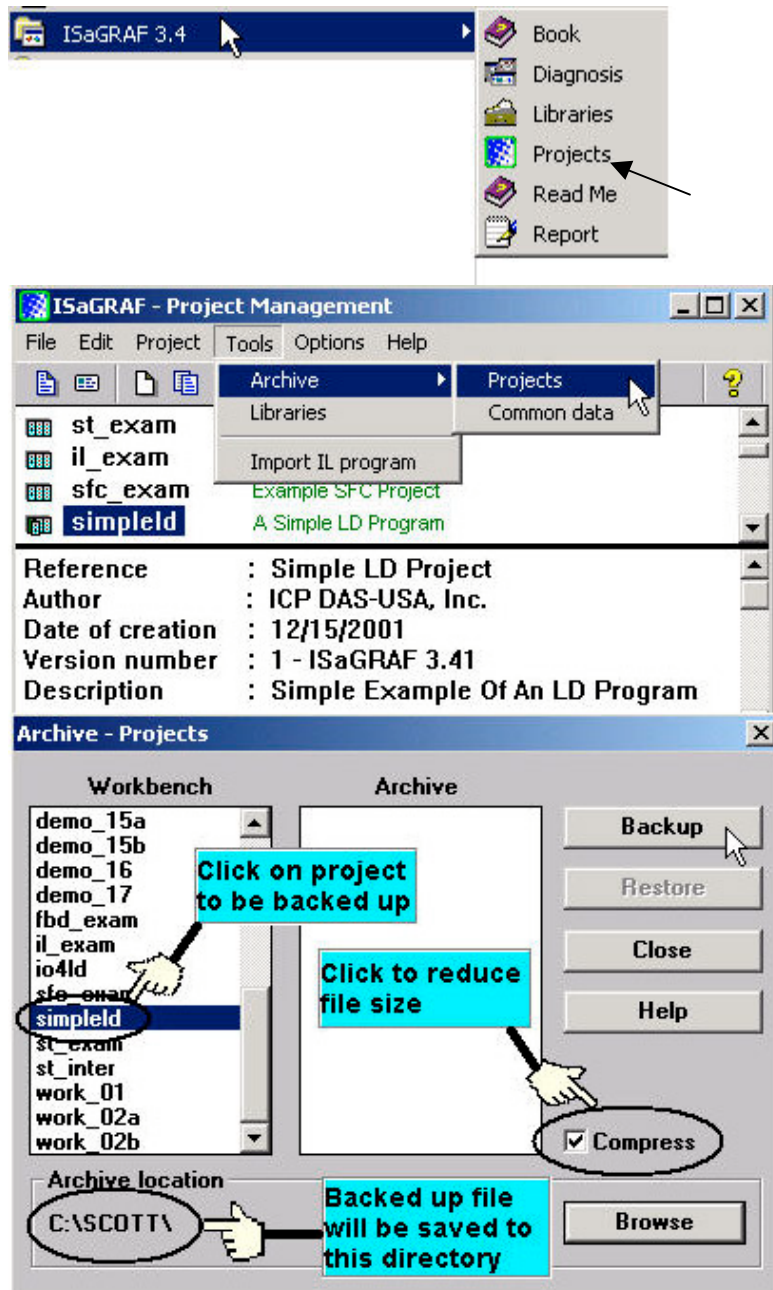 ISaGRAF 3.4
Book
Diagnosis
Libraries
Projects
Read Me
Report
ISaGRAF - Project Management
File Edit Project Tools Options Help
Archive
Libraries
Import IL program
Projects
Common data
st_exam
il_exam
sfc_exam Example SFC Project
simpleld A Simple LD Program
Reference : Simple LD Project
Author : ICP DAS-USA, Inc.
Date of creation : 12/15/2001
Version number : 1 - ISaGRAF 3.41
Description : Simple Example Of An LD Program
Archive - Projects
Workbench
demo_15a
demo_15b
demo_16
demo_17
fbd_exam
il_exam
io4ld
sfc_exam
simpleld
st_exam
st_inter
work_01
work_02a
work_02b
Click on project
to be backed up
Archive
Click to reduce
file size
Backup
Restore
Close
Help
Compress
Archive location
C:\SCOTT\
Backed up file
will be saved to
this directory
Browse